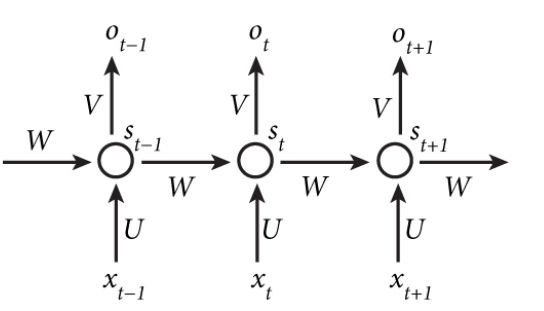 o_{t-1} o_t o_{t+1}
V V V
W s_{t-1} s_t s_{t+1}
W W W
U U U
x_{t-1} x_t x_{t+1}